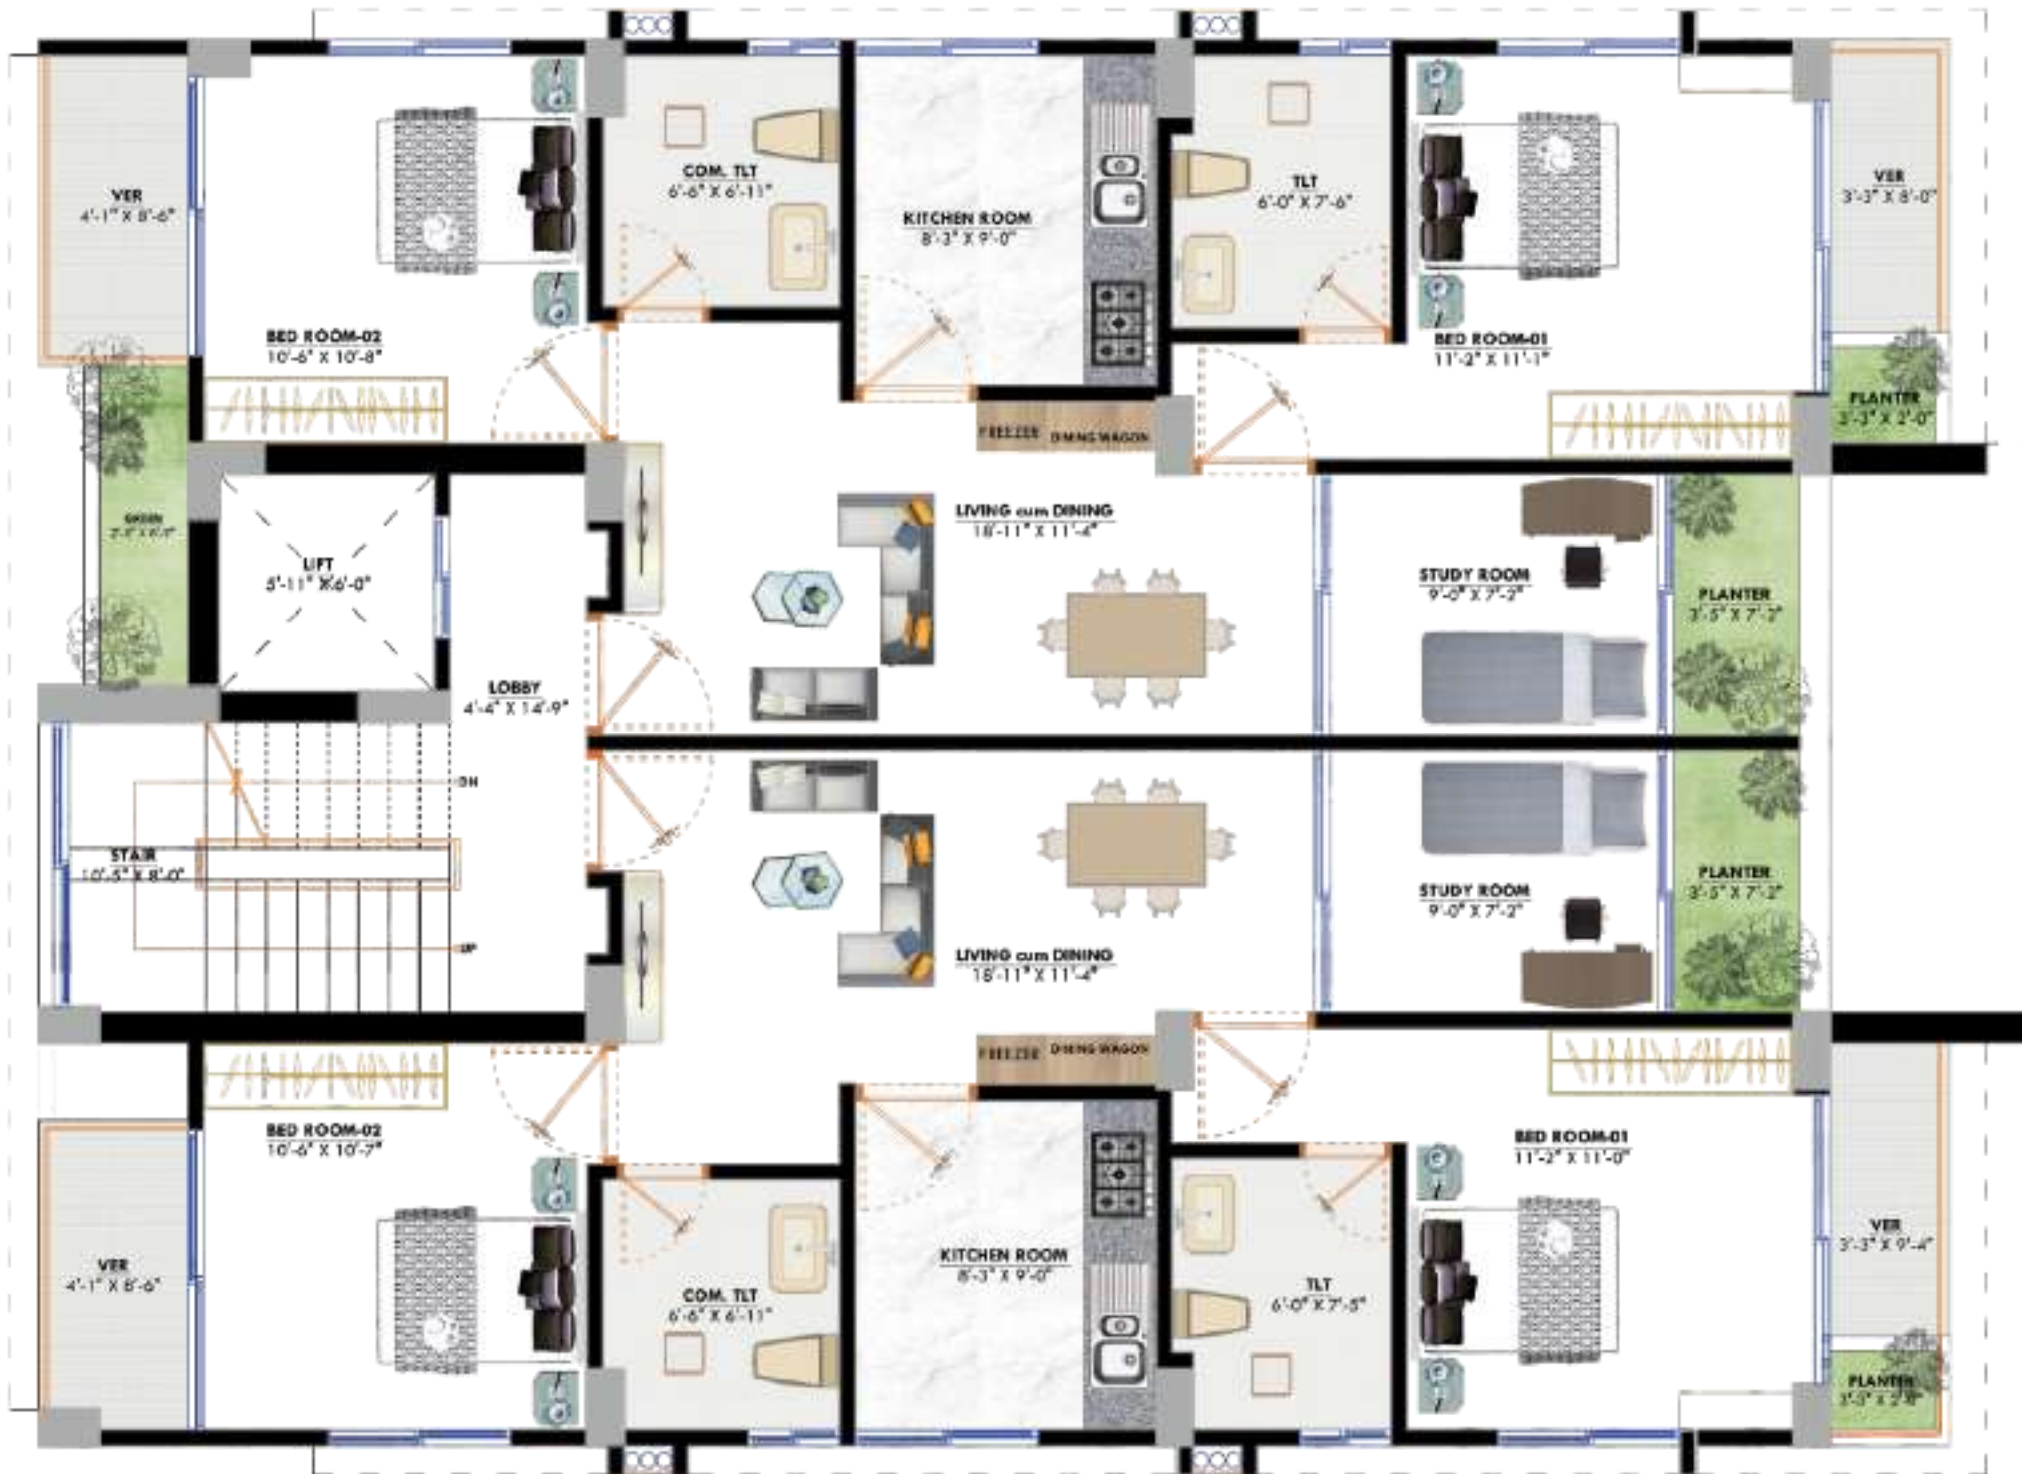 VER
4'-1" X 8'-6"
COM. TLT
6'-6" X 6'-11"
KITCHEN ROOM
8'-3" X 9'-0"
TLT
6'-0" X 7'-6"
VER
3'-3" X 8'-0"
BED ROOM-02
10'-6" X 10'-8"
BED ROOM-01
11'-2" X 11'-1"
PLANTER
3'-3" X 2'-0"
FREEZER
DINING WAGON
GREEN
LIVING cum DINING
18'-11" X 11'-4"
LIFT
5'-11" X 6'-0"
STUDY ROOM
9'-0" X 7'-2"
PLANTER
3'-5" X 7'-2"
LOBBY
4'-4" X 14'-9"
DN
STAIR
10'-5" X 8'-0"
UP
STUDY ROOM
9'-0" X 7'-2"
PLANTER
3'-5" X 7'-2"
LIVING cum DINING
18'-11" X 11'-4"
FREEZER
DINING WAGON
BED ROOM-02
10'-6" X 10'-7"
BED ROOM-01
11'-2" X 11'-0"
VER
4'-1" X 8'-6"
COM. TLT
6'-6" X 6'-11"
KITCHEN ROOM
8'-3" X 9'-0"
TLT
6'-0" X 7'-5"
VER
3'-3" X 9'-4"
PLANTER